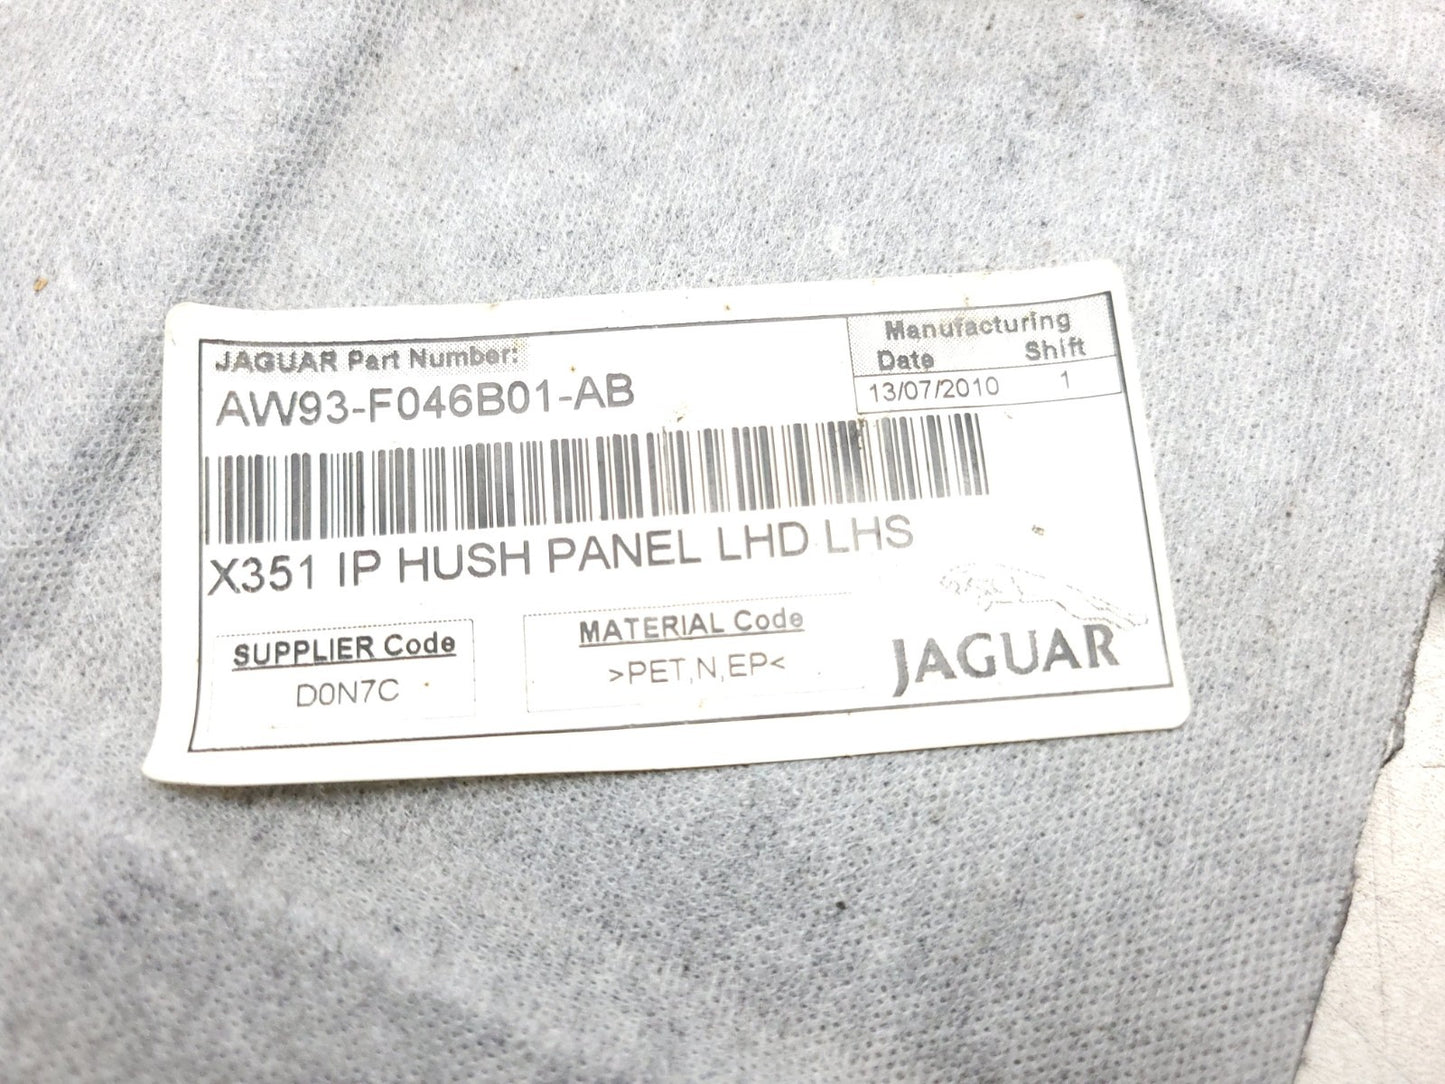 JAGUAR Part Number:
AW93-F046B01-AB
Manufacturing
Date Shift
13/07/2010 1
X351 IP HUSH PANEL LHD LHS
SUPPLIER Code
D0N7C
MATERIAL Code
>PET,N,EP<
JAGUAR